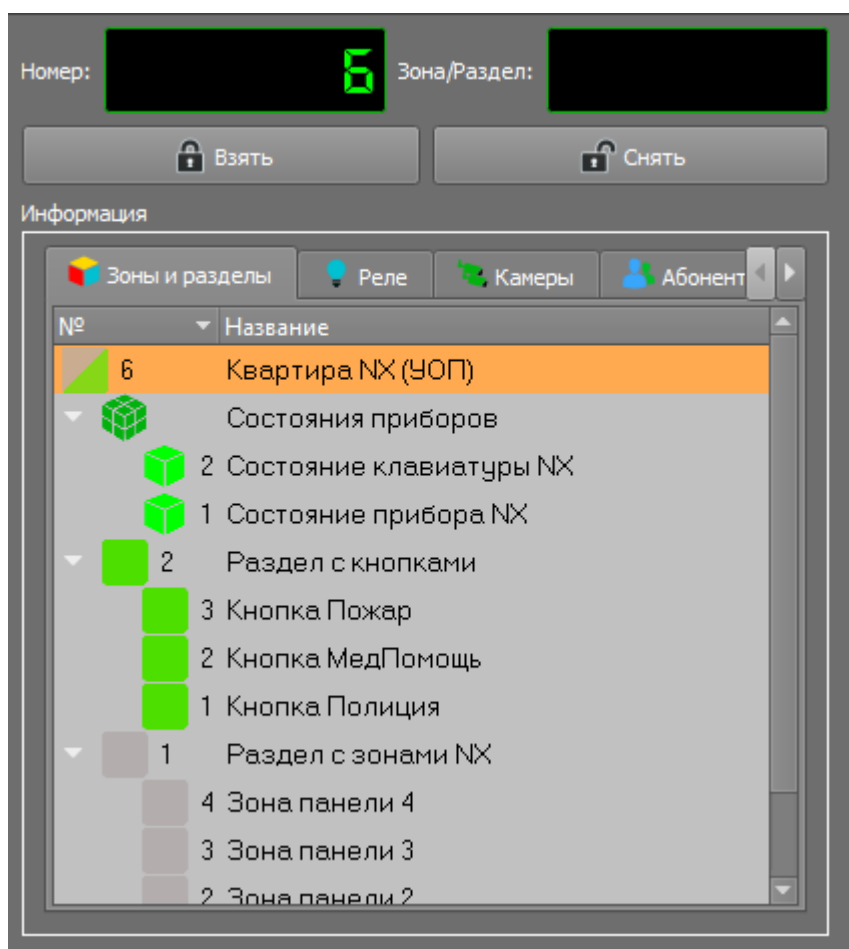 Номер: 6 Зона/Раздел:
Взять Снять
Информация
Зоны и разделы Реле Камеры Абонент
№ Название
6 Квартира NX (УОП)
Состояния приборов
2 Состояние клавиатуры NX
1 Состояние прибора NX
2 Раздел с кнопками
3 Кнопка Пожар
2 Кнопка МедПомощь
1 Кнопка Полиция
1 Раздел с зонами NX
4 Зона панели 4
3 Зона панели 3
2 Зона панели 2